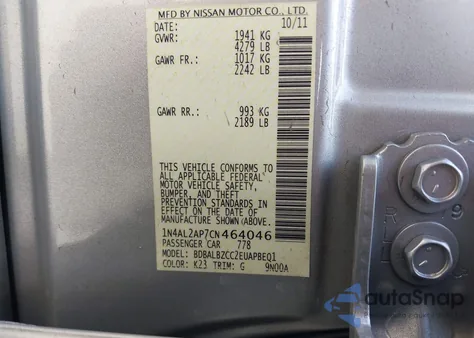 MFD BY NISSAN MOTOR CO., LTD.
DATE: 10/11
GVWR: 1941 KG
4279 LB
GAWR FR.: 1017 KG
2242 LB
GAWR RR.: 993 KG
2189 LB
THIS VEHICLE CONFORMS TO
ALL APPLICABLE FEDERAL
MOTOR VEHICLE SAFETY,
BUMPER, AND THEFT
PREVENTION STANDARDS IN
EFFECT ON THE DATE OF
MANUFACTURE SHOWN ABOVE.
1N4AL2AP7CN464046
PASSENGER CAR 778
MODEL: BDBALBZCC2EUAPBEQ1
COLOR: K23 TRIM: G 9N00A
R 9
autoSnap